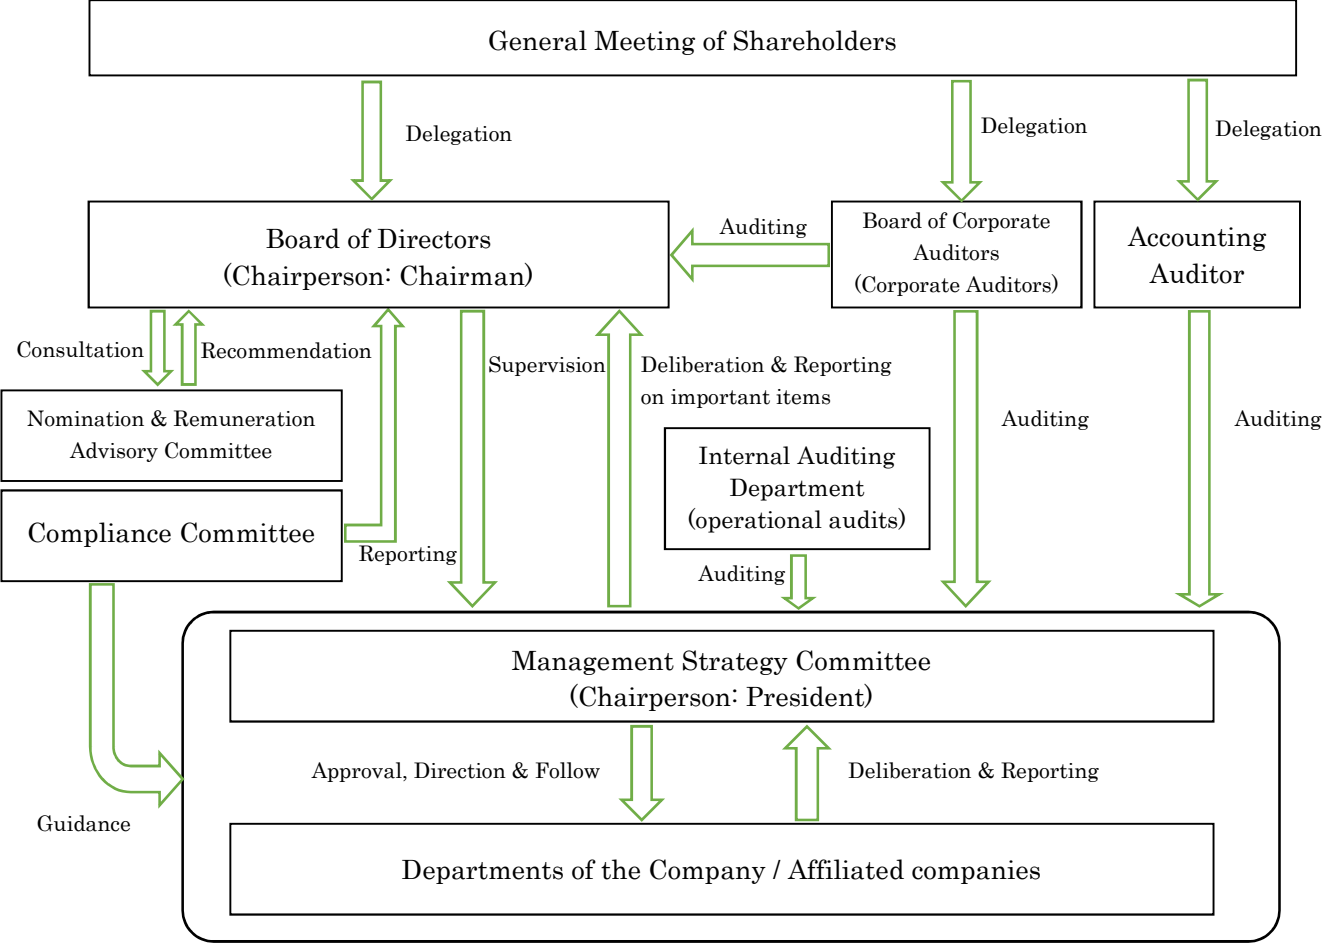 General Meeting of Shareholders
Delegation
Delegation
Delegation
Board of Directors
(Chairperson: Chairman)
Auditing
Board of Corporate
Auditors
(Corporate Auditors)
Accounting
Auditor
Consultation
Recommendation
Supervision
Deliberation & Reporting
on important items
Nomination & Remuneration
Advisory Committee
Auditing
Auditing
Internal Auditing
Department
(operational audits)
Compliance Committee
Reporting
Auditing
Management Strategy Committee
(Chairperson: President)
Approval, Direction & Follow
Deliberation & Reporting
Guidance
Departments of the Company / Affiliated companies